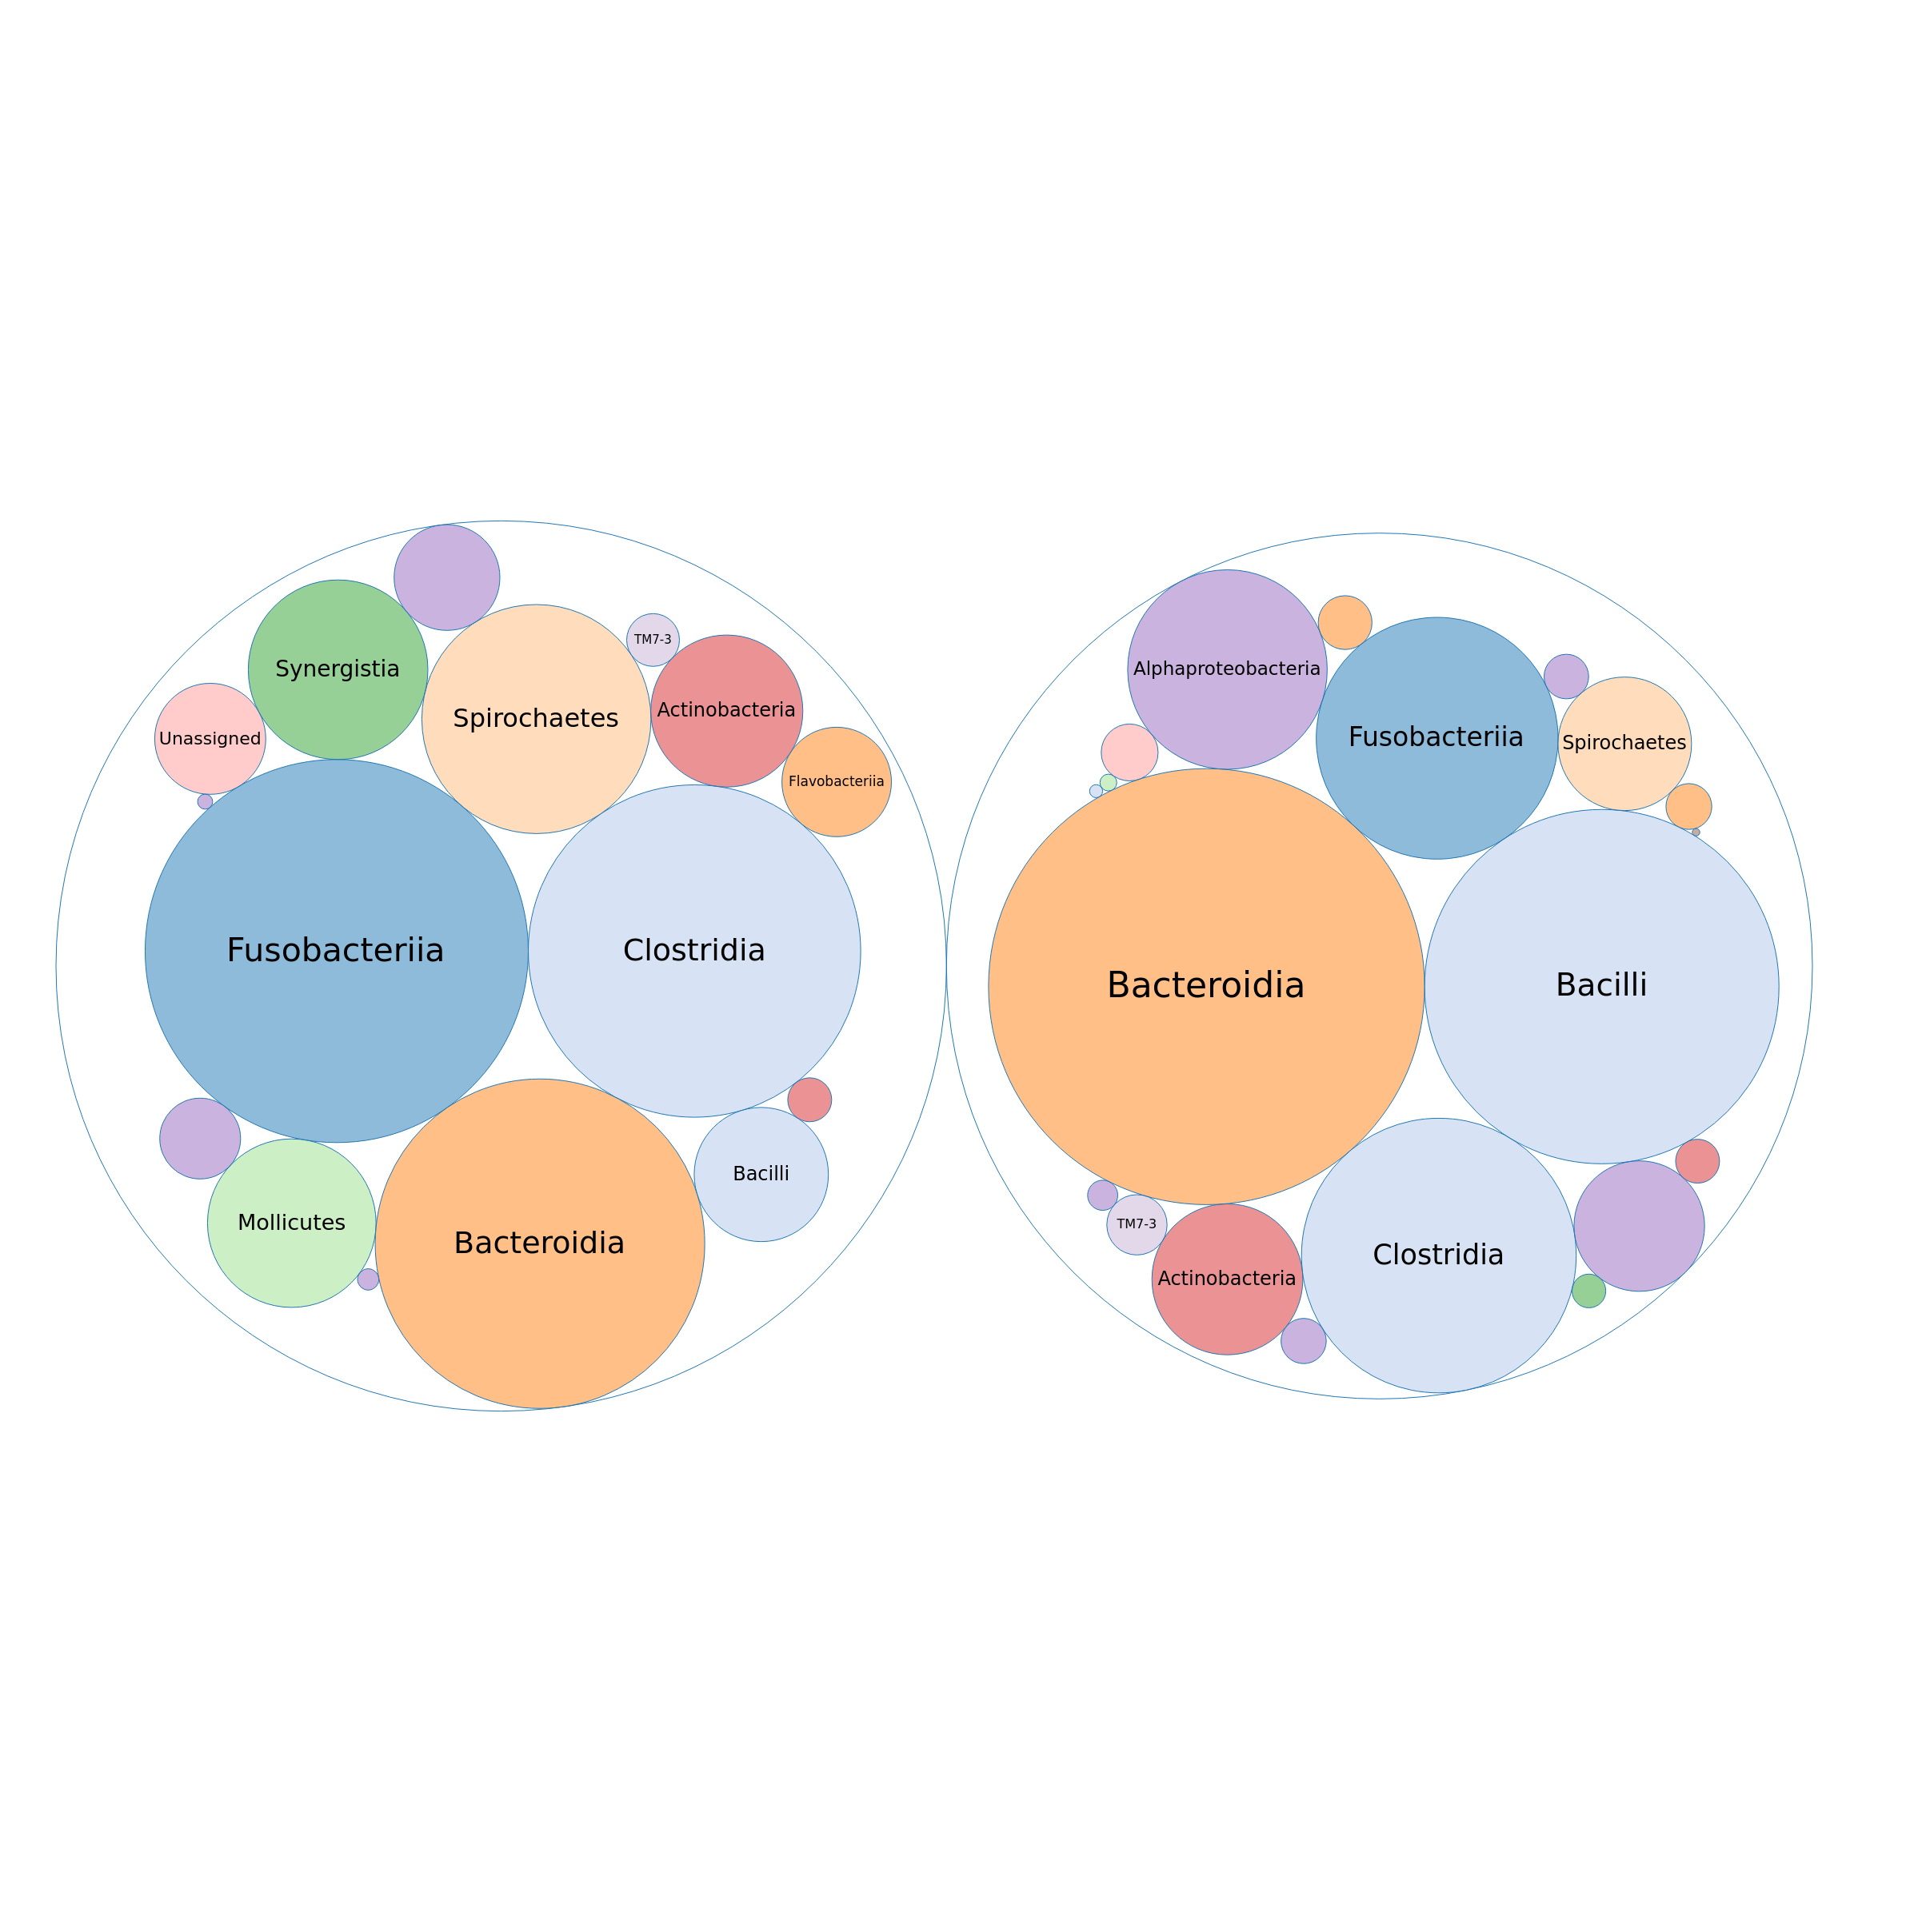 Synergistia
Unassigned
Spirochaetes
TM7-3
Actinobacteria
Flavobacteriia
Fusobacteriia
Clostridia
Mollicutes
Bacteroidia
Bacilli
Alphaproteobacteria
Fusobacteriia
Spirochaetes
Bacteroidia
Bacilli
TM7-3
Actinobacteria
Clostridia